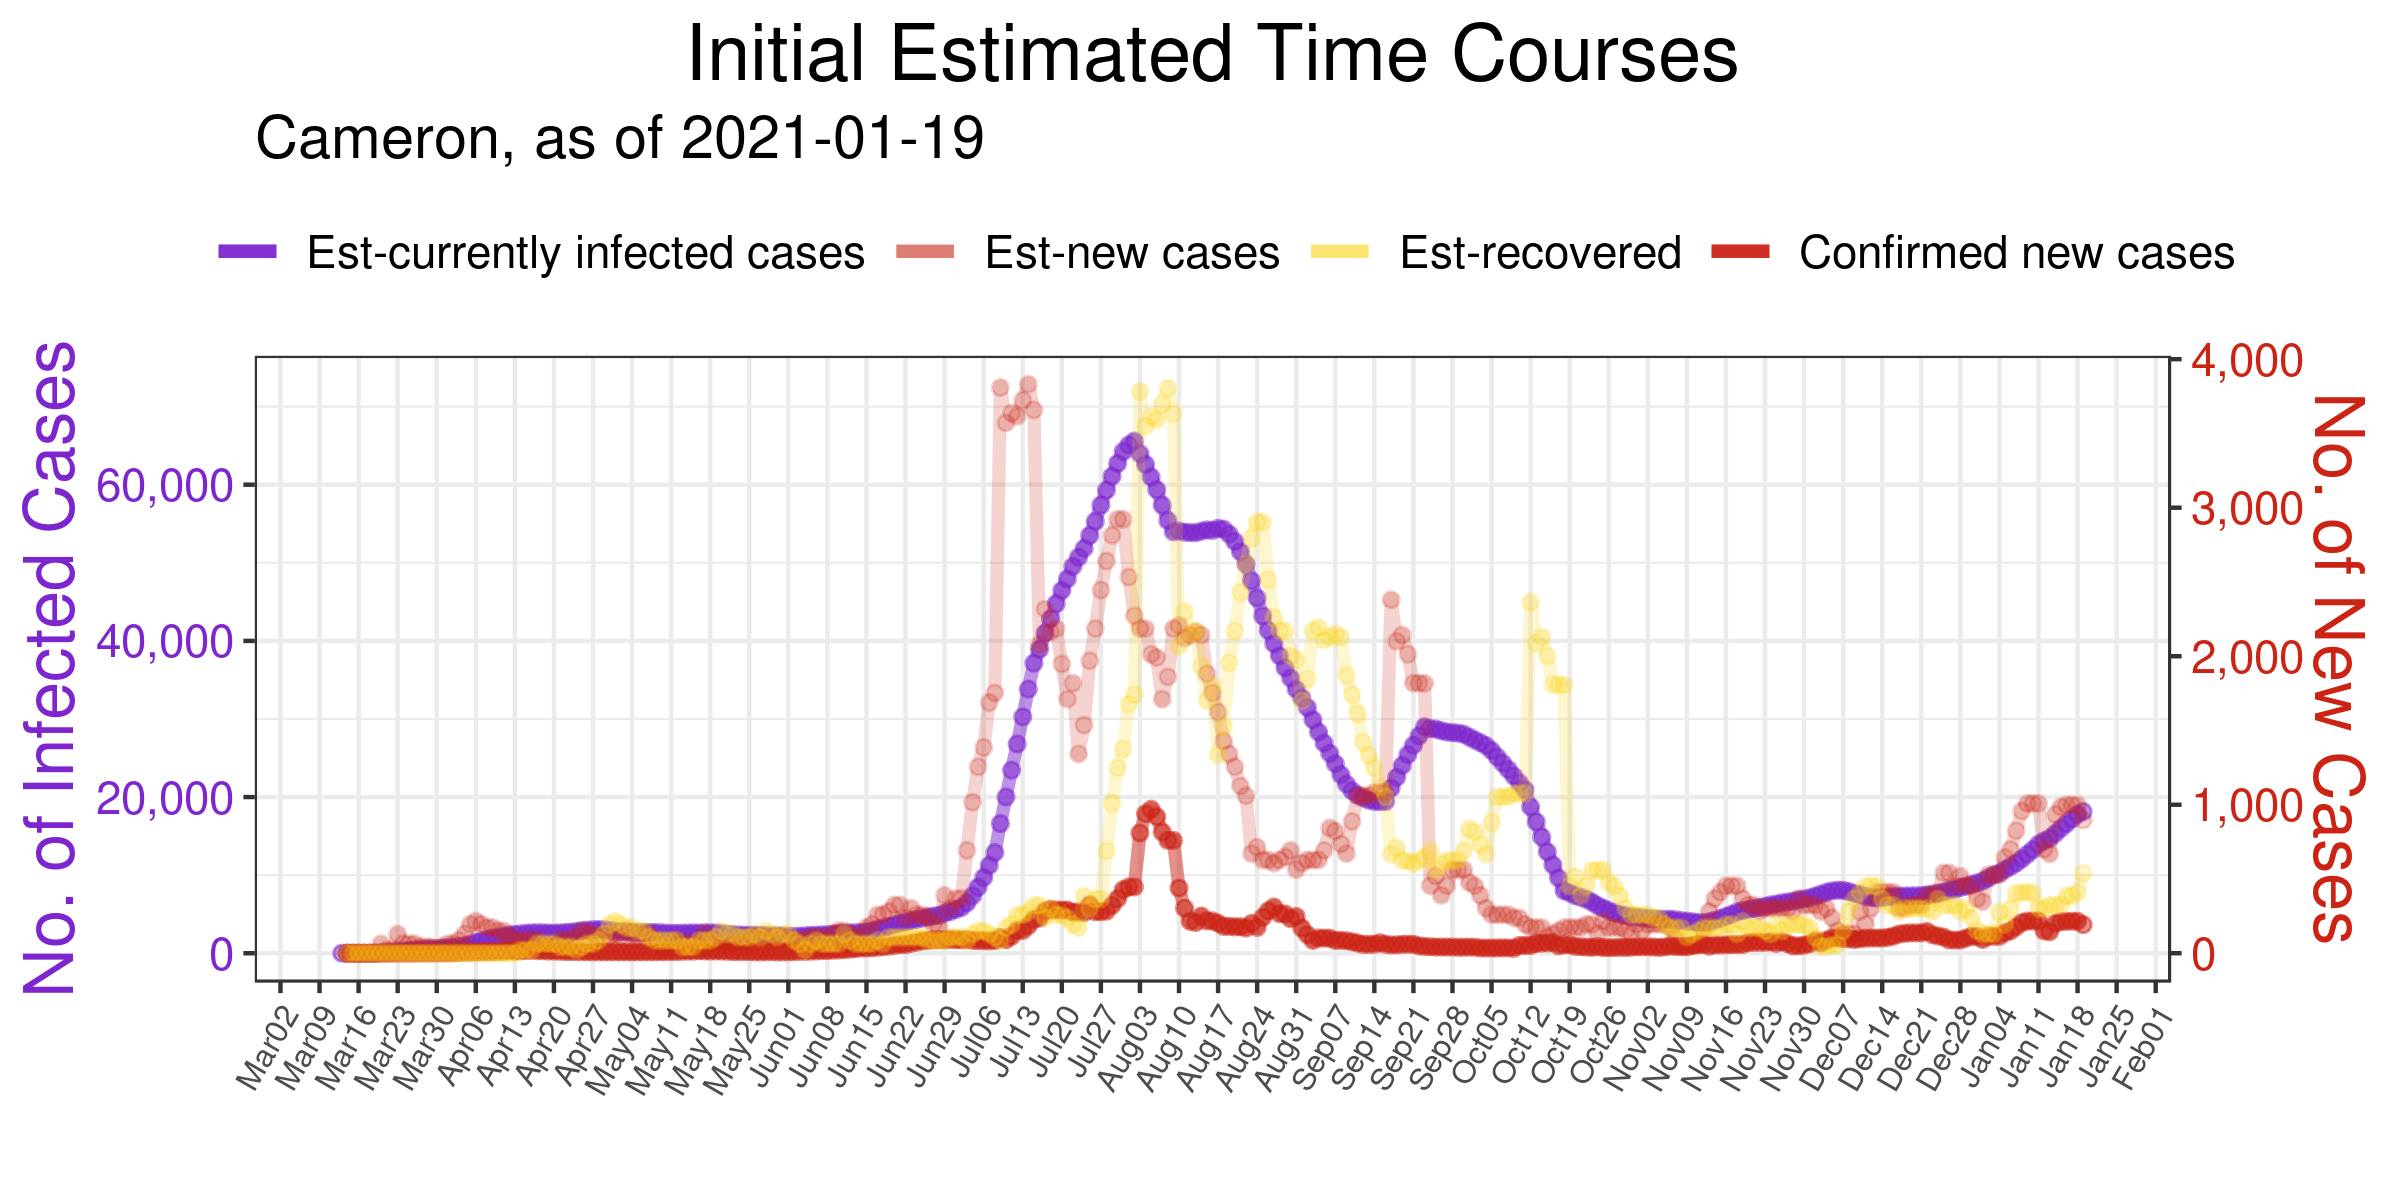 Initial Estimated Time Courses
Cameron, as of 2021-01-19
Est-currently infected cases Est-new cases Est-recovered Confirmed new cases
No. of Infected Cases
60,000
40,000
20,000
0
4,000
3,000
2,000
1,000
0
No. of New Cases
Mar02 Mar09 Mar16 Mar23 Mar30 Apr06 Apr13 Apr20 Apr27 May04 May11 May18 May25 Jun01 Jun08 Jun15 Jun22 Jun29 Jul06 Jul13 Jul20 Jul27 Aug03 Aug10 Aug17 Aug24 Aug31 Sep07 Sep14 Sep21 Sep28 Oct05 Oct12 Oct19 Oct26 Nov02 Nov09 Nov16 Nov23 Nov30 Dec07 Dec14 Dec21 Dec28 Jan04 Jan11 Jan18 Jan25 Feb01